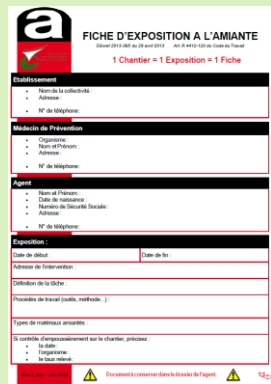 a
FICHE D'EXPOSITION A L'AMIANTE
Décret 2013-365 du 29 avril 2013 Art. R 4412-120 du Code du Travail
1 Chantier = 1 Exposition = 1 Fiche
Etablissement
• Nom de la collectivité :
• Adresse :
• N° de téléphone:
Médecin de Prévention
• Organisme :
• Nom et Prénom :
• Adresse :
• N° de téléphone:
Agent
• Nom et Prénom :
• Date de naissance :
• Numéro de Sécurité Sociale :
• Adresse :
• N° de téléphone:
Exposition :
Date de début : Date de fin :
Adresse de l'intervention :
Définition de la tâche :
Procédés de travail (outils, méthode...) :
Types de matériaux amiantés :
Si contrôle d'empoussièrement sur le chantier, précisez :
• la date:
• l'organisme :
• le taux relevé:
Document à conserver dans le dossier de l'agent.